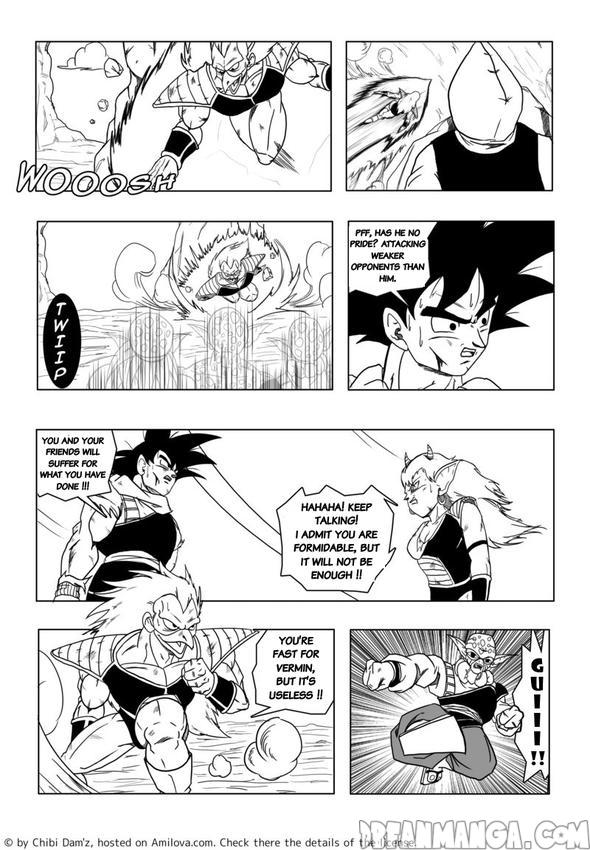 WOOOSH
PFF, HAS HE NO
PRIDE? ATTACKING
WEAKER
OPPONENTS THAN
HIM.
TWIIP
YOU AND YOUR
FRIENDS WILL
SUFFER FOR
WHAT YOU HAVE
DONE !!!
HAHAHA! KEEP
TALKING!
I ADMIT YOU ARE
FORMIDABLE, BUT
IT WILL NOT BE
ENOUGH !!
YOU'RE
FAST FOR
VERMIN,
BUT IT'S
USELESS !!
GUIII!!
DREAMMANGA.COM
© by Chibi Dam'z, hosted on Amilova.com. Check there the details of the license.